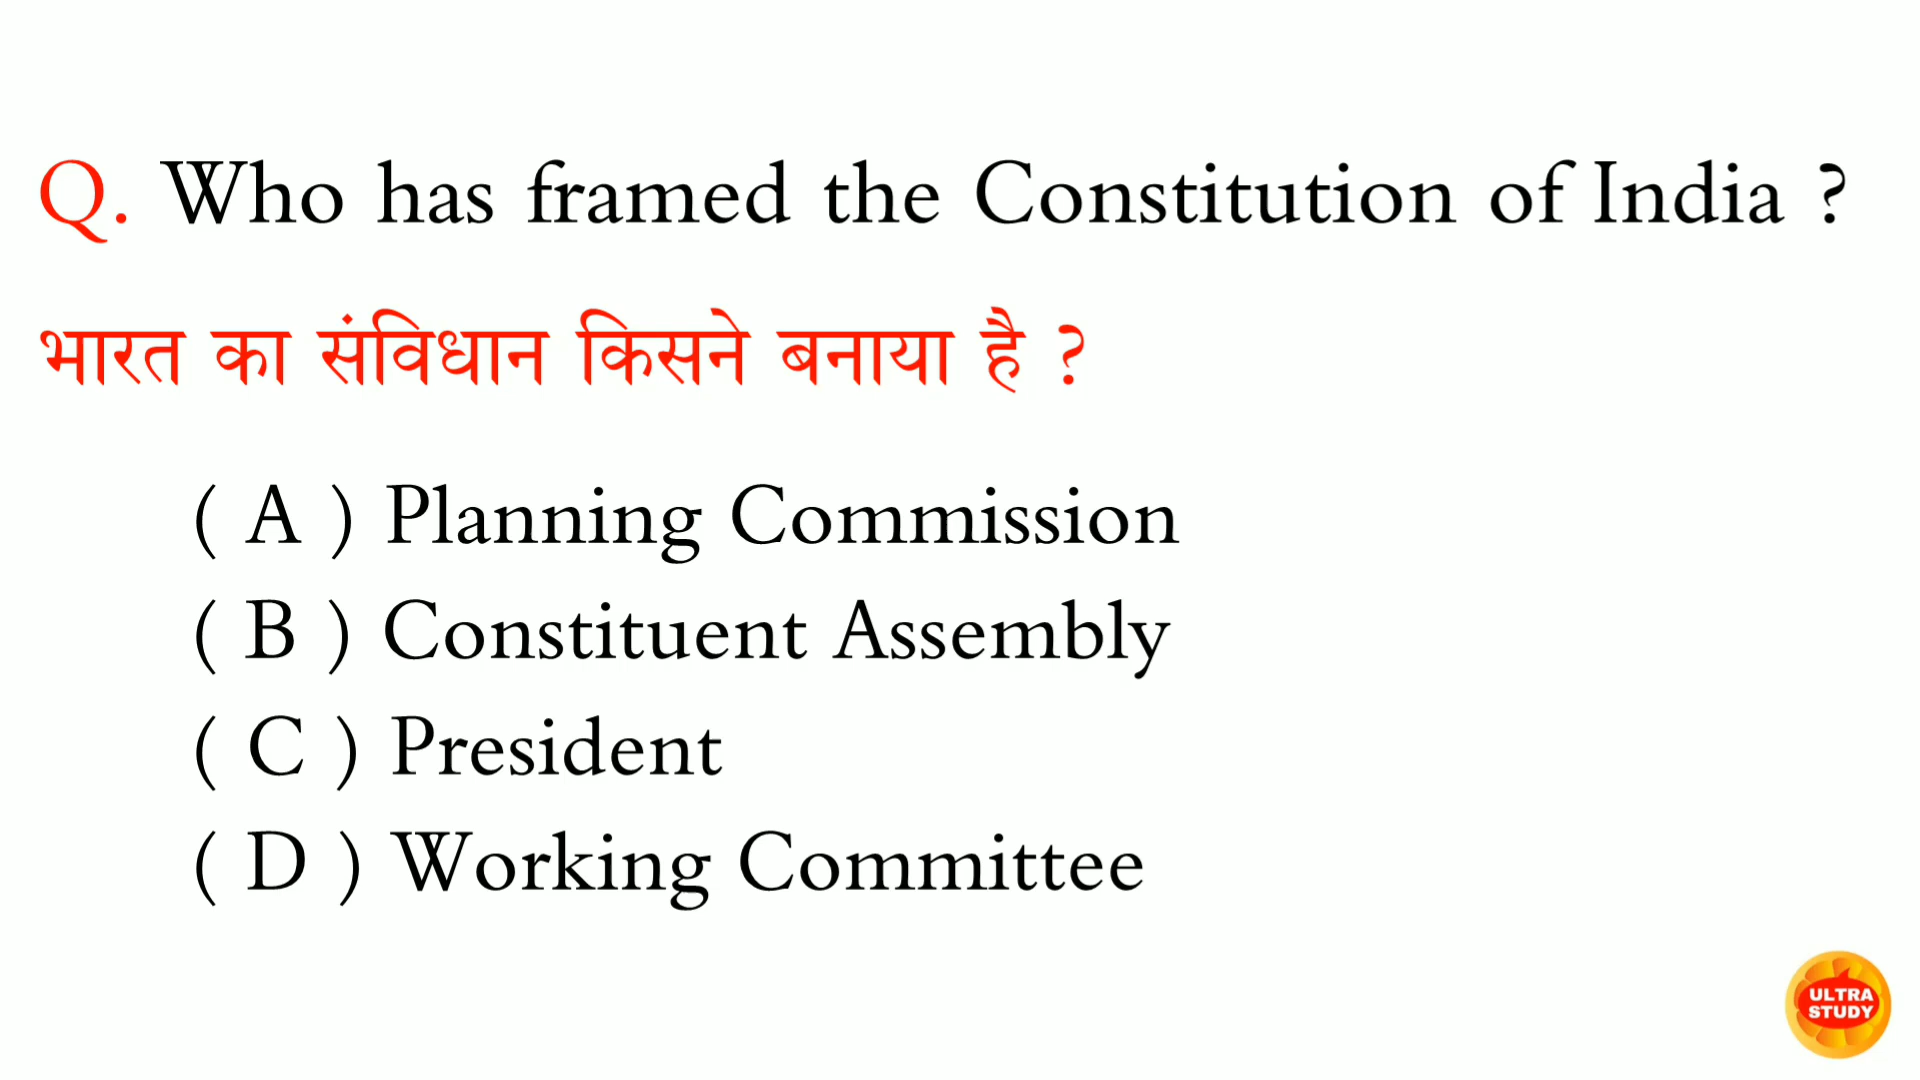 Q. Who has framed the Constitution of India ?
भारत का संविधान किसने बनाया है ?
( A ) Planning Commission
( B ) Constituent Assembly
( C ) President
( D ) Working Committee
ULTRA
STUDY